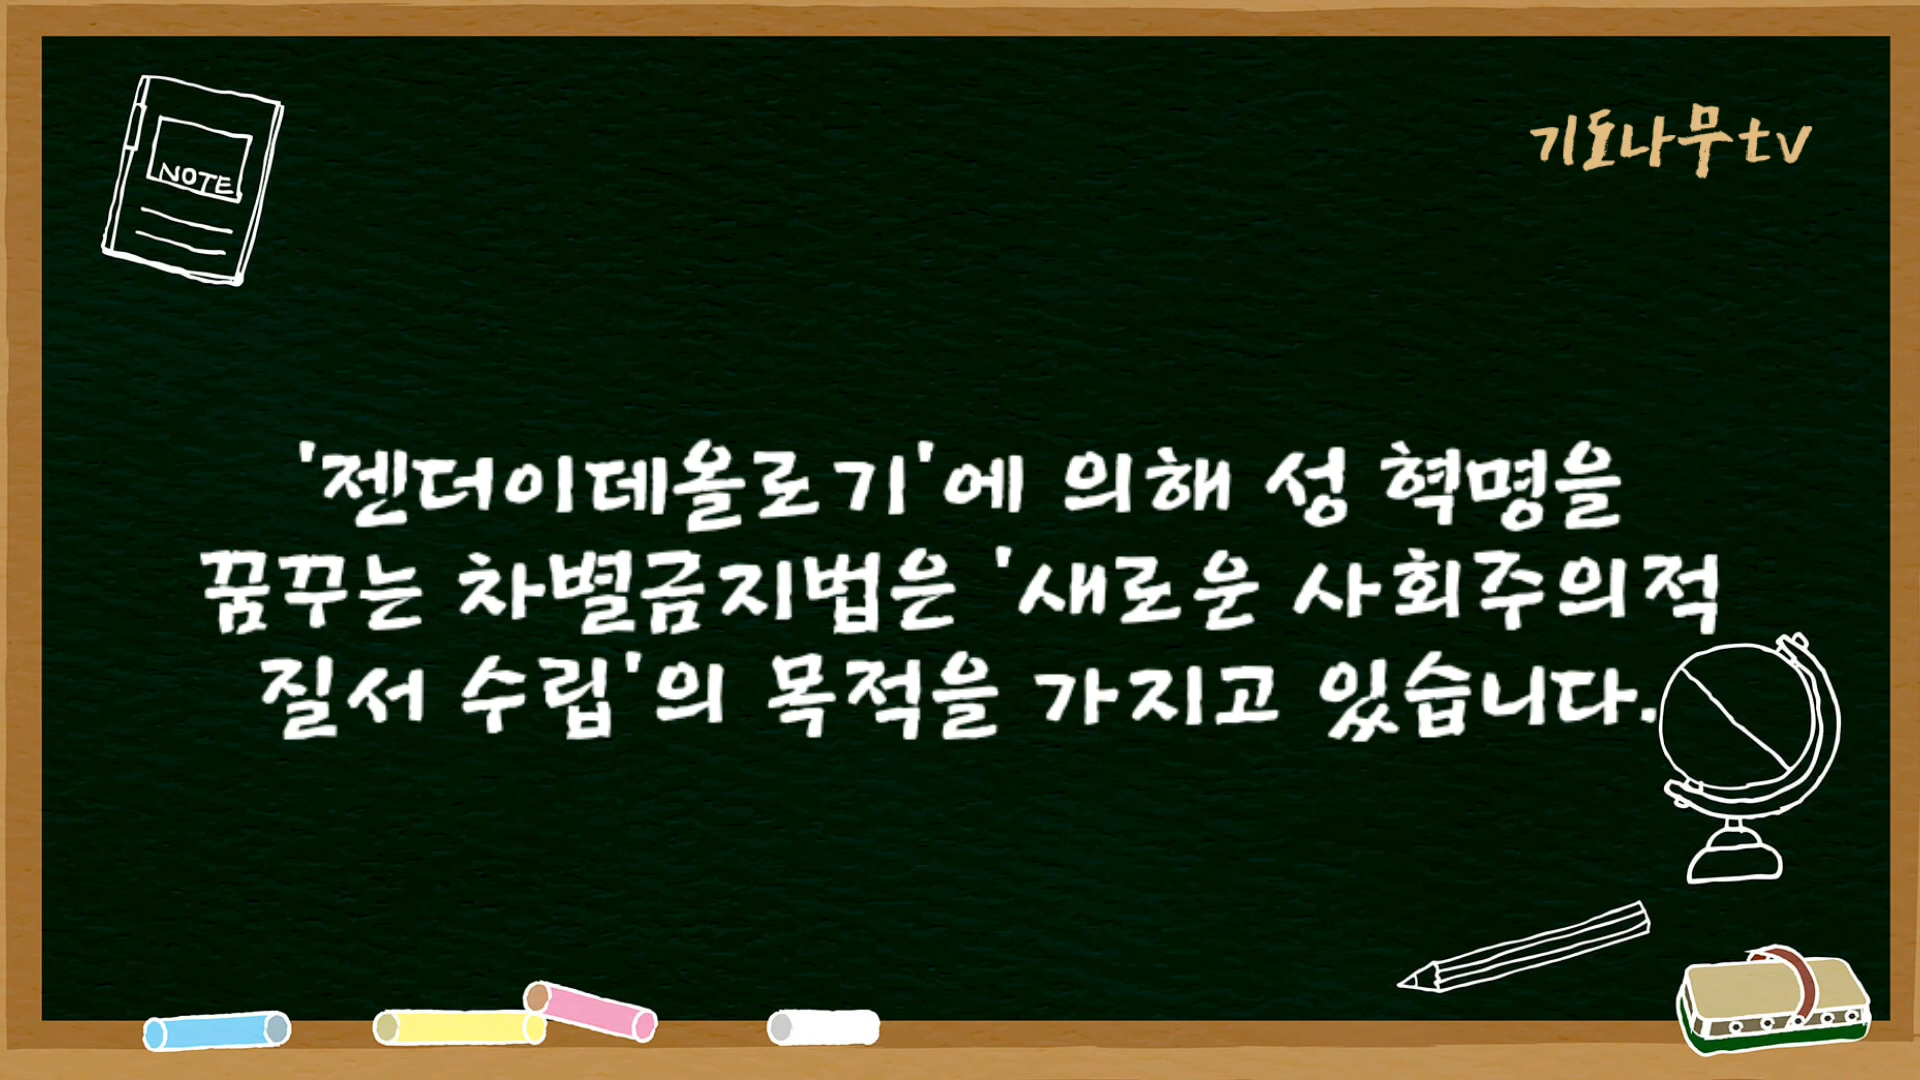 NOTE
기도나무tv
'젠더이데올로기'에 의해 성 혁명을
꿈꾸는 차별금지법은 '새로운 사회주의적
질서 수립'의 목적을 가지고 있습니다.